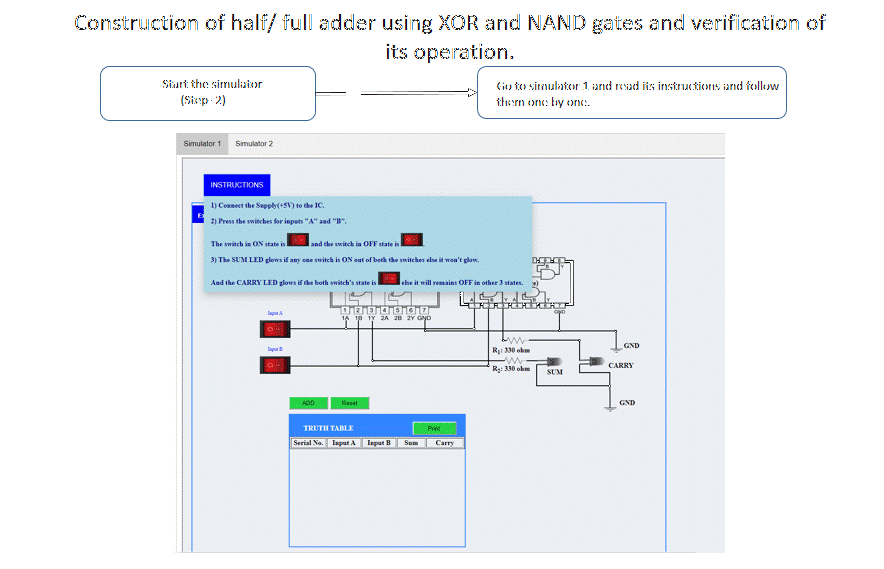 Construction of half/ full adder using XOR and NAND gates and verification of
its operation.
Start the simulator
(Step- 2)
Go to simulator 1 and read its instructions and follow
them one by one.
Simulator 1
Simulator 2
INSTRUCTIONS
1) Connect the Supply(+5V) to the IC.
2) Press the switches for inputs "A" and "B".
The switch in ON state is and the switch in OFF state is .
3) The SUM LED glows if any one switch is ON out of both the switches else it won't glow.
And the CARRY LED glows if the both switch's state is else it will remains OFF in other 3 states.
1 2 3 4 5 6 7
1A 1B 1Y 2A 2B 2Y GND
A B Y A B Y GND
Input A
Input B
R1: 330 ohm
R2: 330 ohm
SUM
CARRY
GND
GND
ADD
Reset
TRUTH TABLE
Print
Serial No. Input A Input B Sum Carry